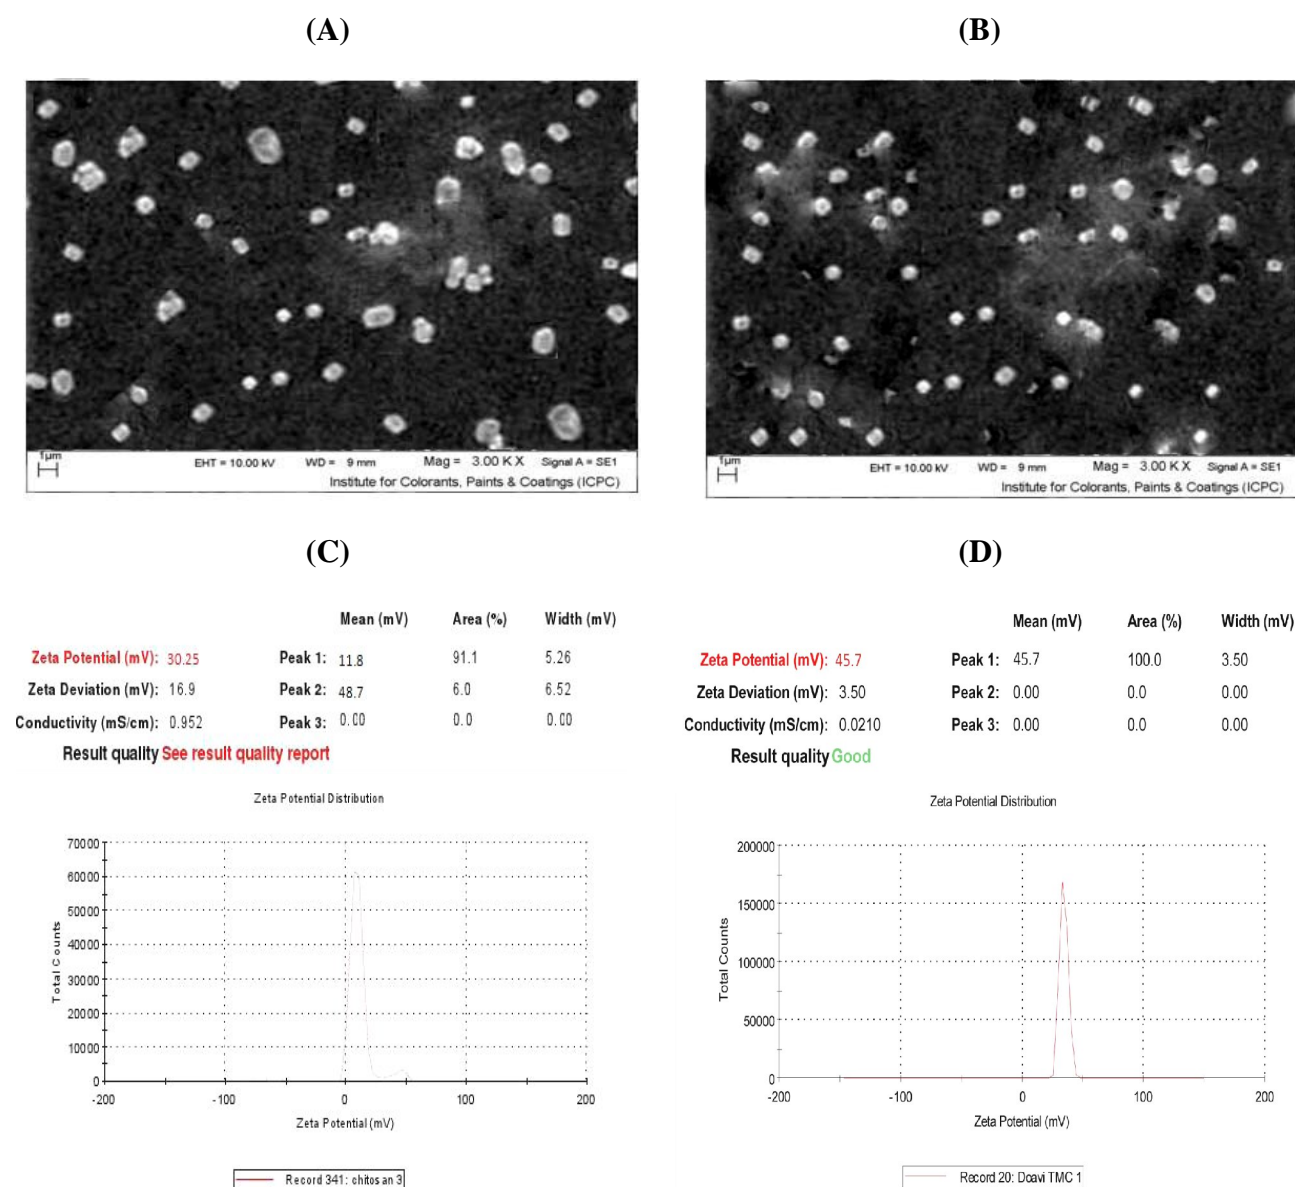 (A)
(B)
1µm
EHT = 10.00 kV WD = 9 mm Mag = 3.00 K X Signal A = SE1
Institute for Colorants, Paints & Coatings (ICPC)
1µm
EHT = 10.00 kV WD = 9 mm Mag = 3.00 K X Signal A = SE1
Institute for Colorants, Paints & Coatings (ICPC)
(C)
Mean (mV) Area (%) Width (mV)
Zeta Potential (mV): 30.25 Peak 1: 11.8 91.1 5.26
Zeta Deviation (mV): 16.9 Peak 2: 48.7 6.0 6.52
Conductivity (mS/cm): 0.952 Peak 3: 0.00 0.0 0.00
Result quality See result quality report
Zeta Potential Distribution
Total Counts
70000
60000
50000
40000
30000
20000
10000
0
-200 -100 0 100 200
Zeta Potential (mV)
Record 341: chitosan 3
(D)
Mean (mV) Area (%) Width (mV)
Zeta Potential (mV): 45.7 Peak 1: 45.7 100.0 3.50
Zeta Deviation (mV): 3.50 Peak 2: 0.00 0.0 0.00
Conductivity (mS/cm): 0.0210 Peak 3: 0.00 0.0 0.00
Result quality Good
Zeta Potential Distribution
Total Counts
200000
150000
100000
50000
0
-200 -100 0 100 200
Zeta Potential (mV)
Record 20: Doavi TMC 1